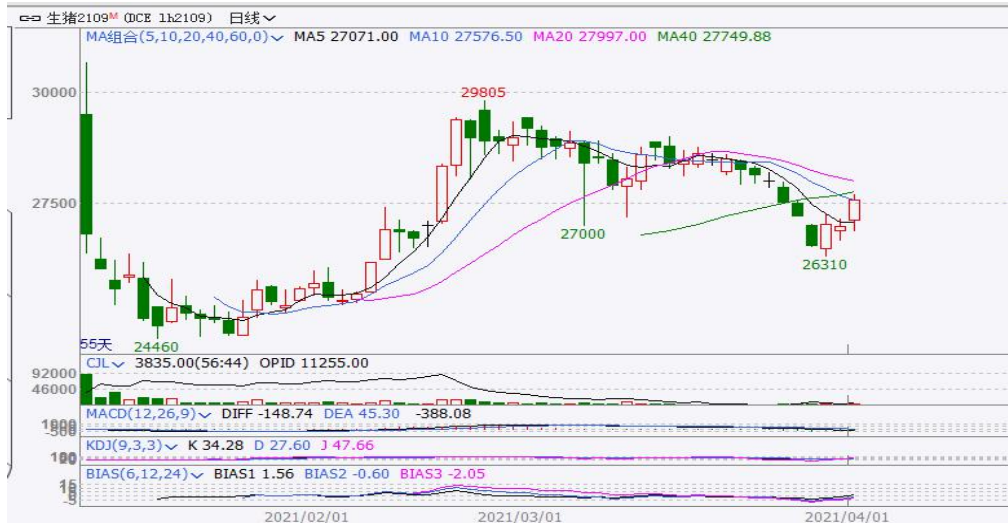 生猪2109M (DCE lh2109) 日线
MA组合(5,10,20,40,60,0) MA5 27071.00 MA10 27576.50 MA20 27997.00 MA40 27749.88
30000
29805
27500
27000
26310
55天
24460
CJL 3835.00(56:44) OPID 11255.00
92000
46000
MACD(12,26,9) DIFF -148.74 DEA 45.30 -388.08
KDJ(9,3,3) K 34.28 D 27.60 J 47.66
BIAS(6,12,24) BIAS1 1.56 BIAS2 -0.60 BIAS3 -2.05
2021/02/01 2021/03/01 2021/04/01